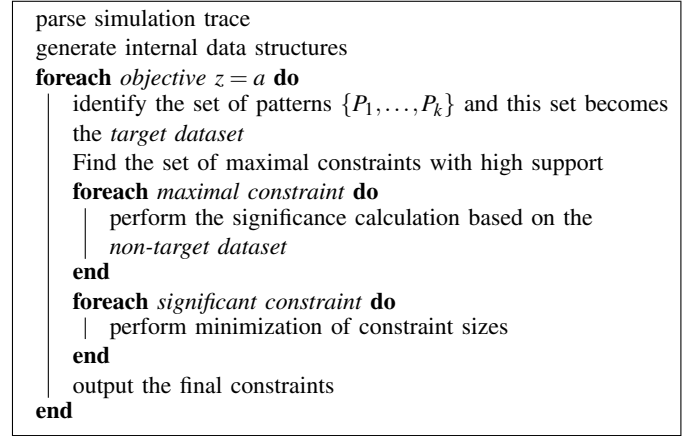 parse simulation trace
generate internal data structures
foreach objective z = a do
identify the set of patterns {P1,...,Pk} and this set becomes
the target dataset
Find the set of maximal constraints with high support
foreach maximal constraint do
perform the significance calculation based on the
non-target dataset
end
foreach significant constraint do
perform minimization of constraint sizes
end
output the final constraints
end